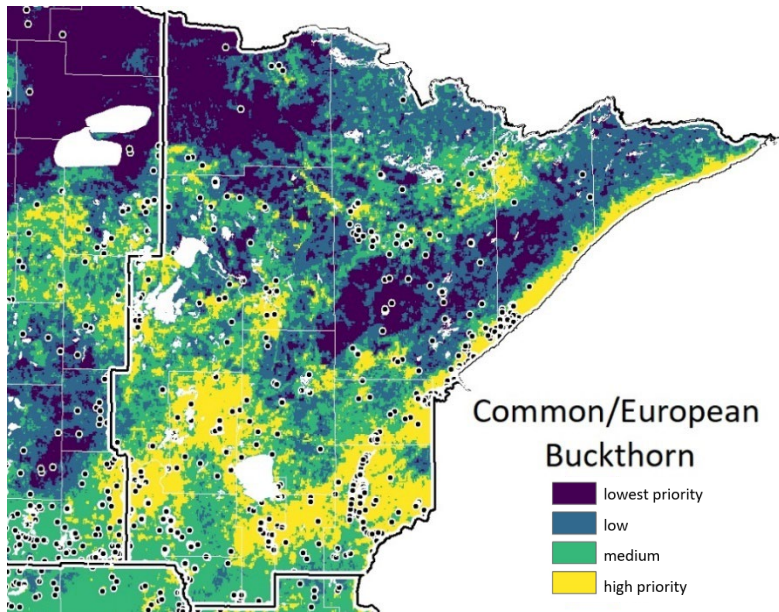 Common/European
Buckthorn
lowest priority
low
medium
high priority